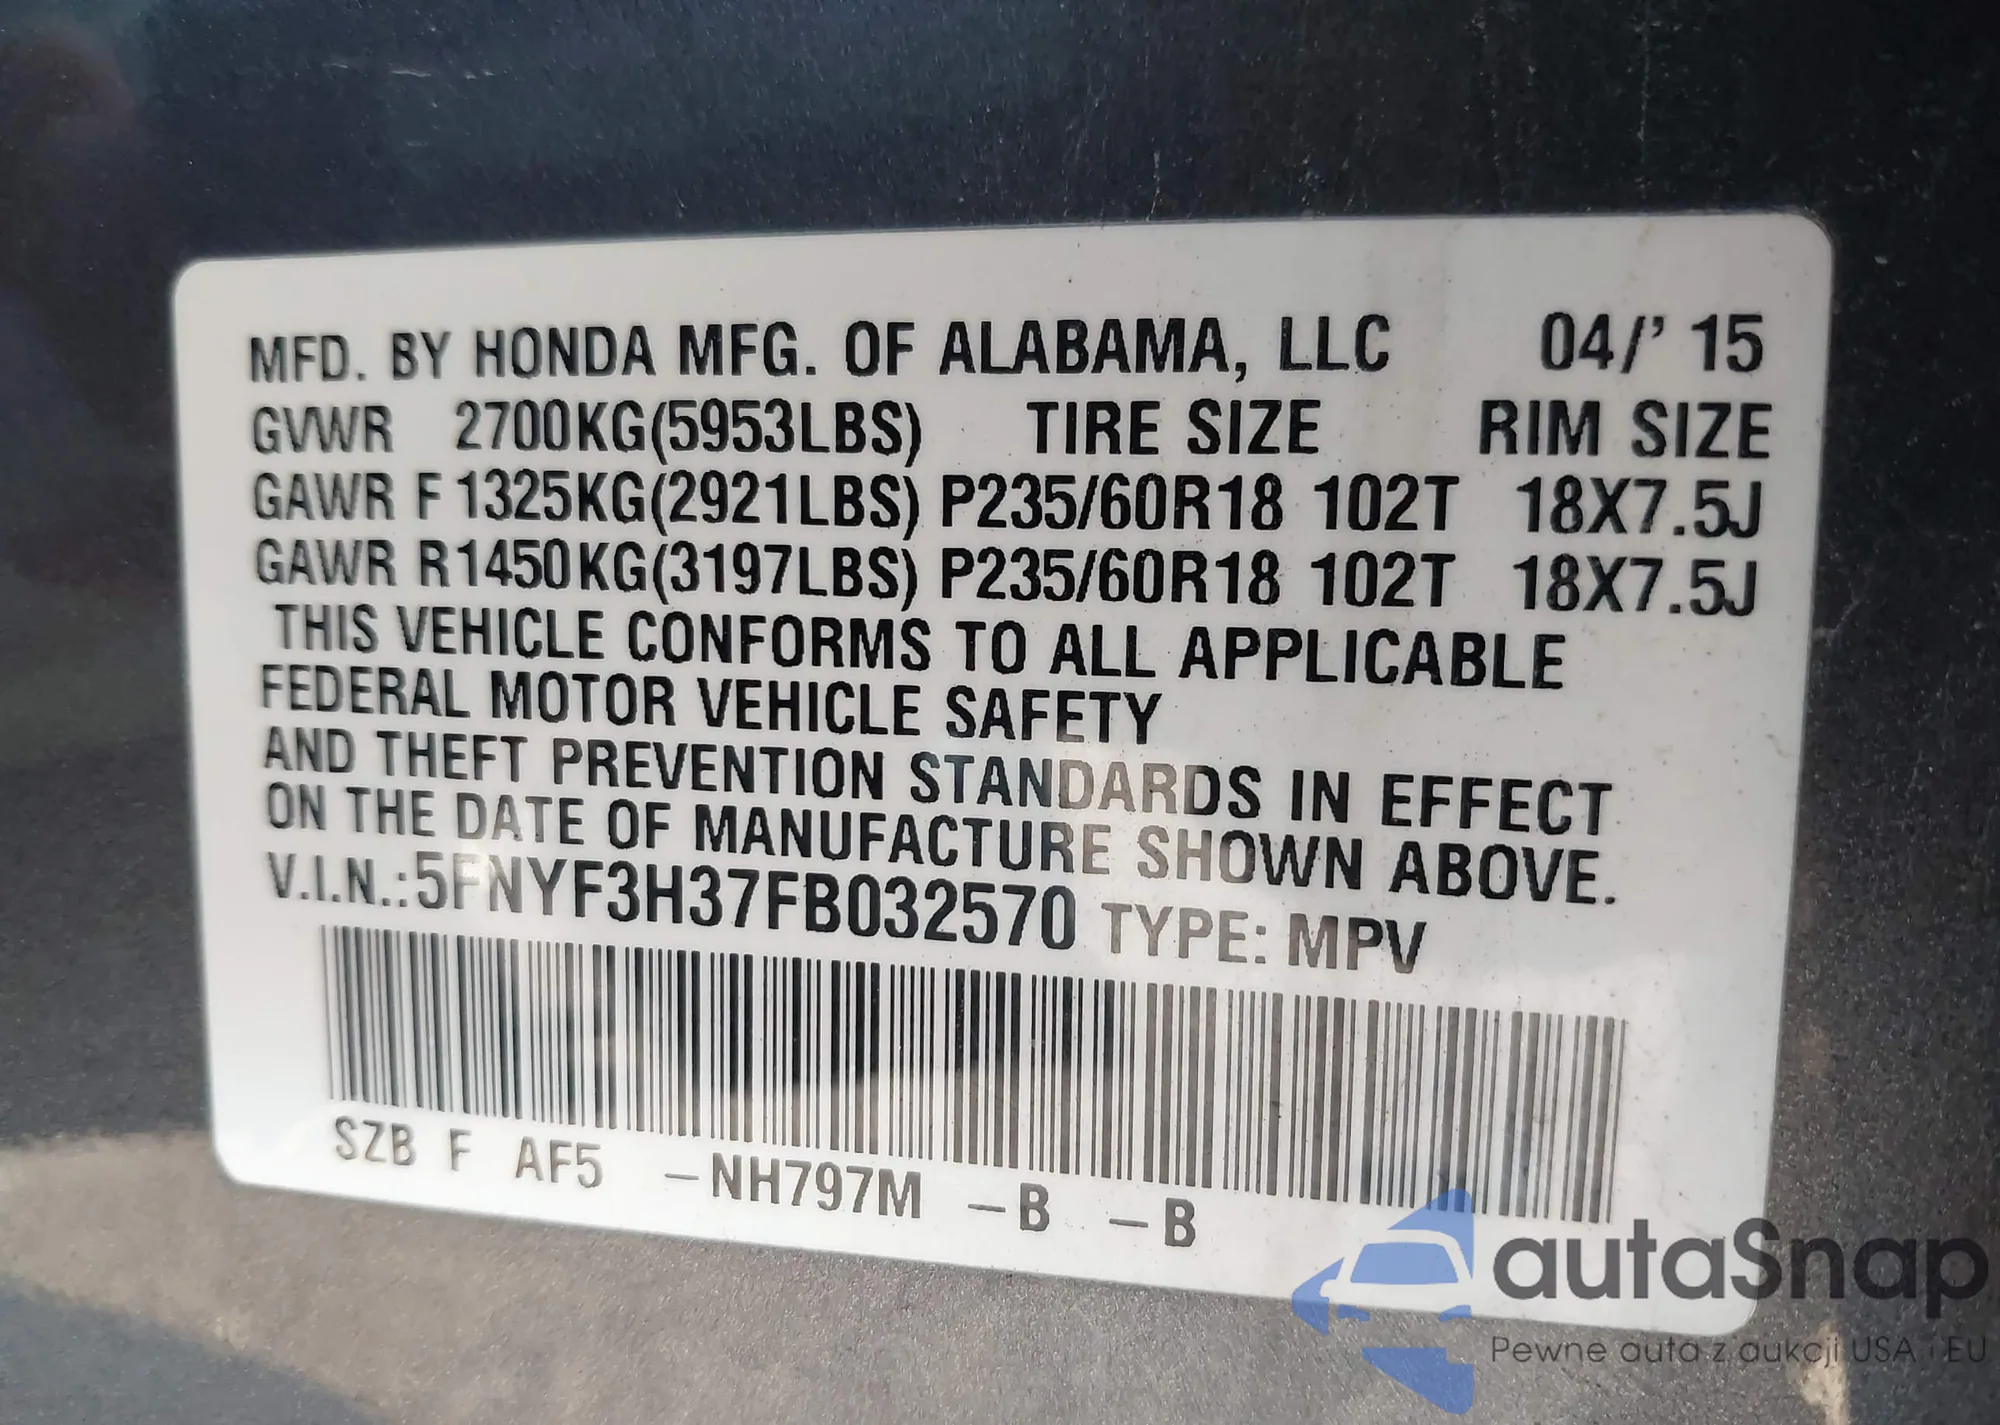 MFD. BY HONDA MFG. OF ALABAMA, LLC 04/' 15
GVWR 2700KG(5953LBS) TIRE SIZE RIM SIZE
GAWR F 1325KG(2921LBS) P235/60R18 102T 18X7.5J
GAWR R1450KG(3197LBS) P235/60R18 102T 18X7.5J
THIS VEHICLE CONFORMS TO ALL APPLICABLE
FEDERAL MOTOR VEHICLE SAFETY
AND THEFT PREVENTION STANDARDS IN EFFECT
ON THE DATE OF MANUFACTURE SHOWN ABOVE.
V.I.N.:5FNYF3H37FB032570 TYPE: MPV
SZB F AF5 –NH797M –B –B
autaSnap
Pewne auta z aukcji USA i EU